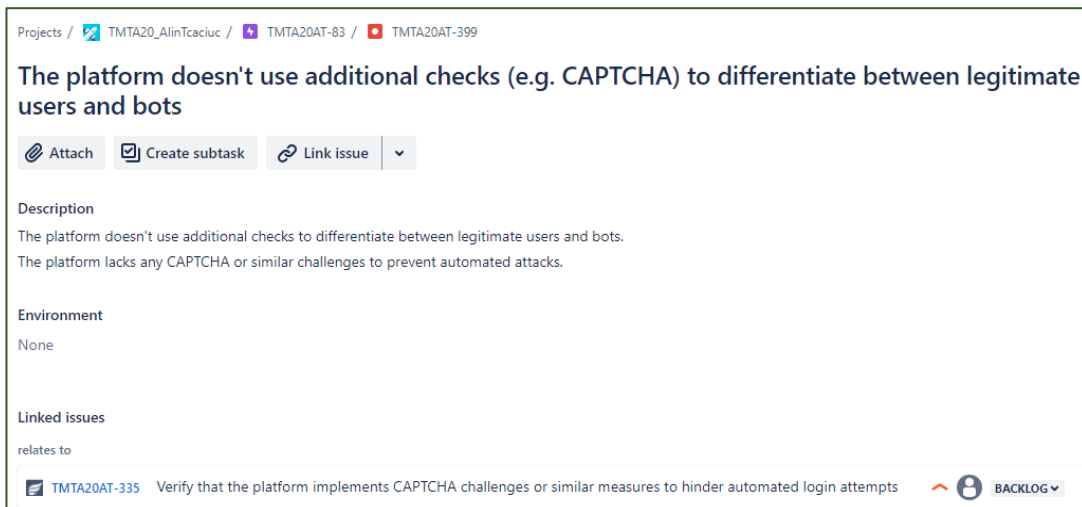 Projects / TMTA20_AlinTcaciuc / TMTA20AT-83 / TMTA20AT-399
The platform doesn't use additional checks (e.g. CAPTCHA) to differentiate between legitimate
users and bots
Attach Create subtask Link issue
Description
The platform doesn't use additional checks to differentiate between legitimate users and bots.
The platform lacks any CAPTCHA or similar challenges to prevent automated attacks.
Environment
None
Linked issues
relates to
TMTA20AT-335 Verify that the platform implements CAPTCHA challenges or similar measures to hinder automated login attempts BACKLOG